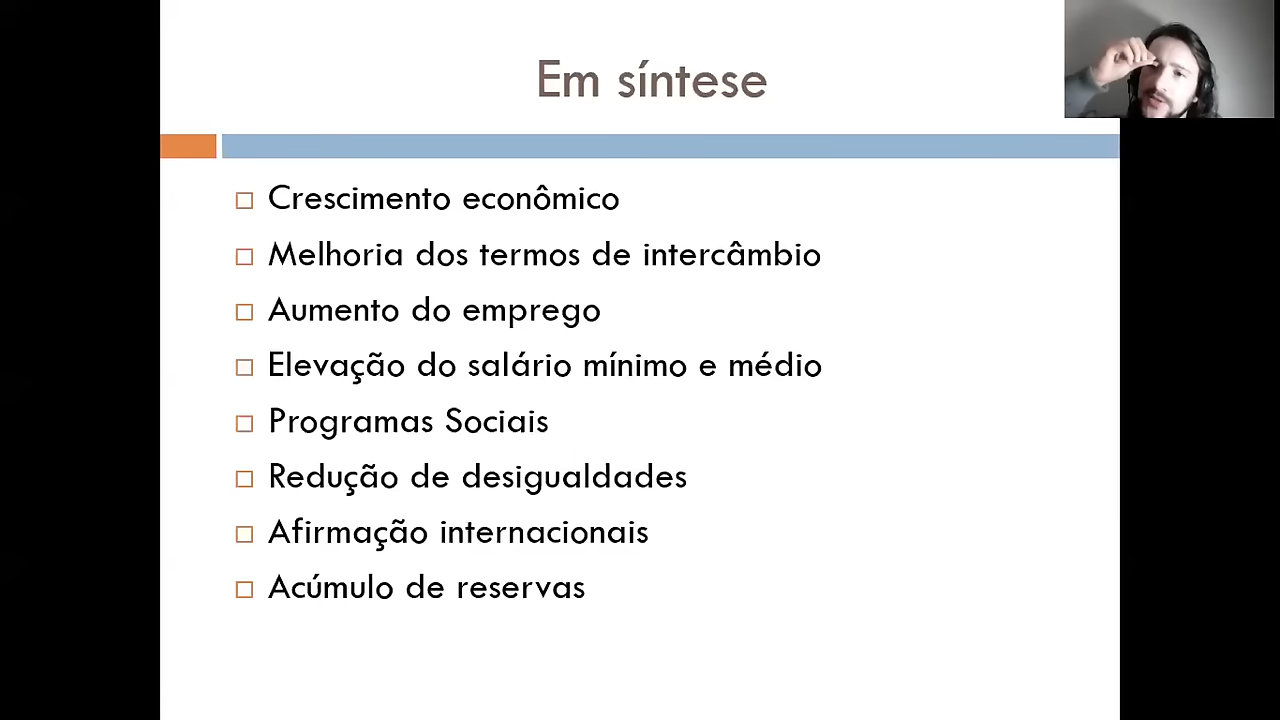 Em síntese
Crescimento econômico
Melhoria dos termos de intercâmbio
Aumento do emprego
Elevação do salário mínimo e médio
Programas Sociais
Redução de desigualdades
Afirmação internacionais
Acúmulo de reservas